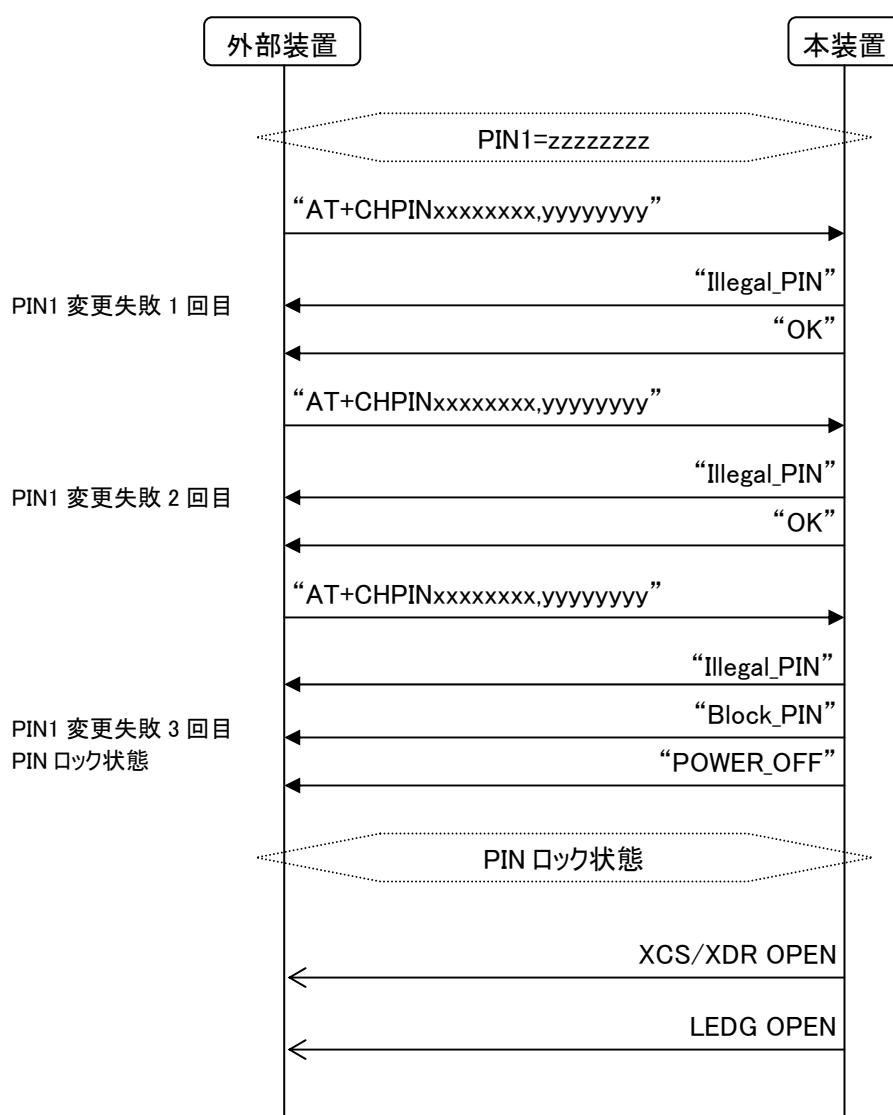 外部装置
本装置
PIN1=zzzzzzzz
“AT+CHPINxxxxxxxx,yyyyyyyy”
“Illegal_PIN”
PIN1 変更失敗 1 回目
“OK”
“AT+CHPINxxxxxxxx,yyyyyyyy”
“Illegal_PIN”
PIN1 変更失敗 2 回目
“OK”
“AT+CHPINxxxxxxxx,yyyyyyyy”
“Illegal_PIN”
“Block_PIN”
PIN1 変更失敗 3 回目
PIN ロック状態
“POWER_OFF”
PIN ロック状態
XCS/XDR OPEN
LEDG OPEN